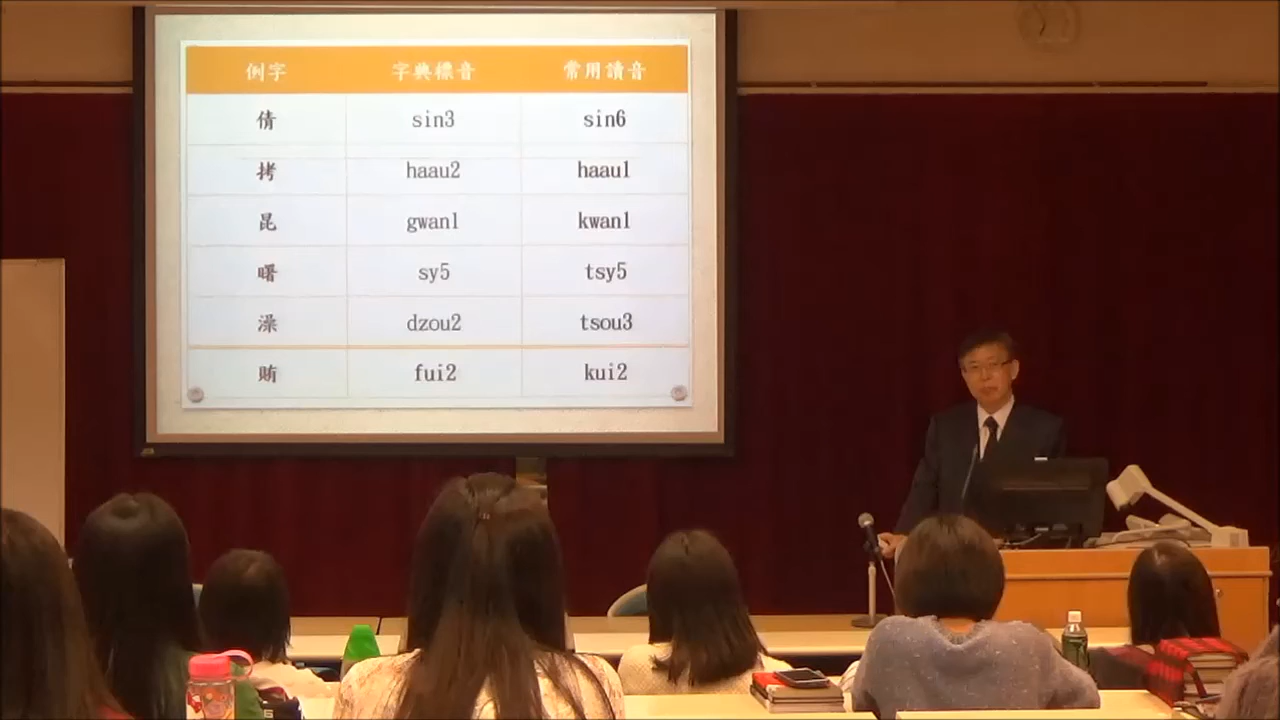 例字 字典標音 常用讀音
倩 sin3 sin6
拷 haau2 haau1
昆 gwan1 kwan1
曙 sy5 tsy5
澡 dzou2 tsou3
賄 fui2 kui2